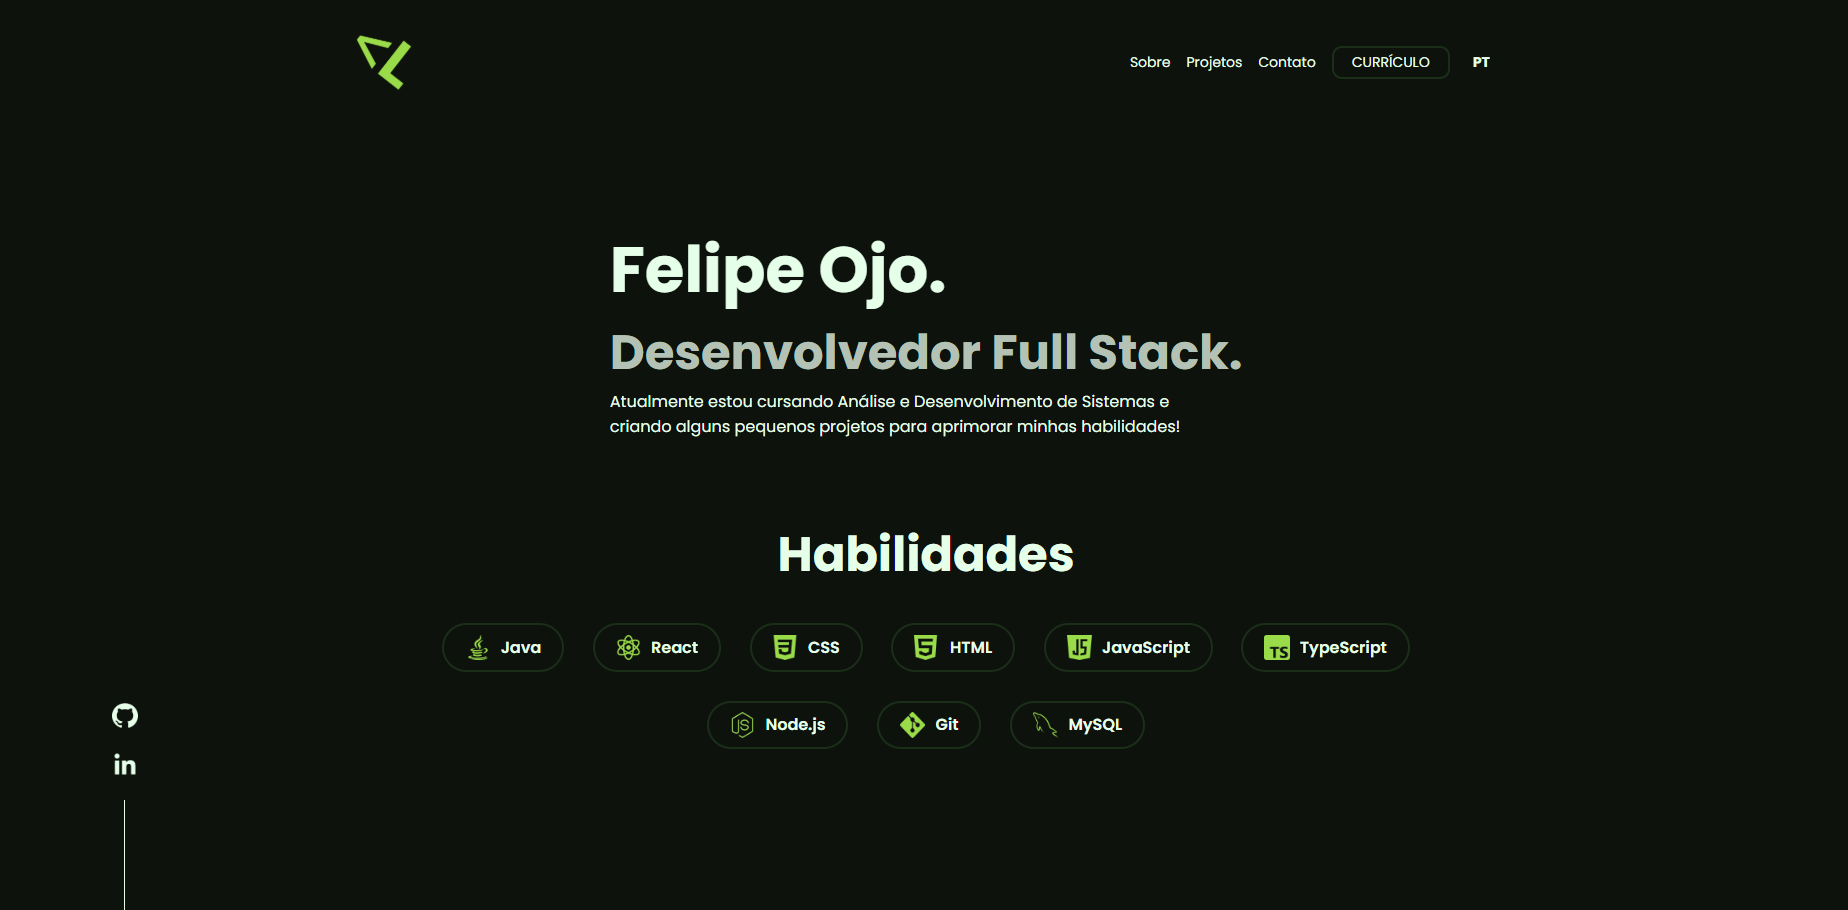 Sobre Projetos Contato CURRÍCULO PT
Felipe Ojo.
Desenvolvedor Full Stack.
Atualmente estou cursando Análise e Desenvolvimento de Sistemas e
criando alguns pequenos projetos para aprimorar minhas habilidades!
Habilidades
Java React CSS HTML JS JavaScript TS TypeScript
JS Node.js Git MySQL
in